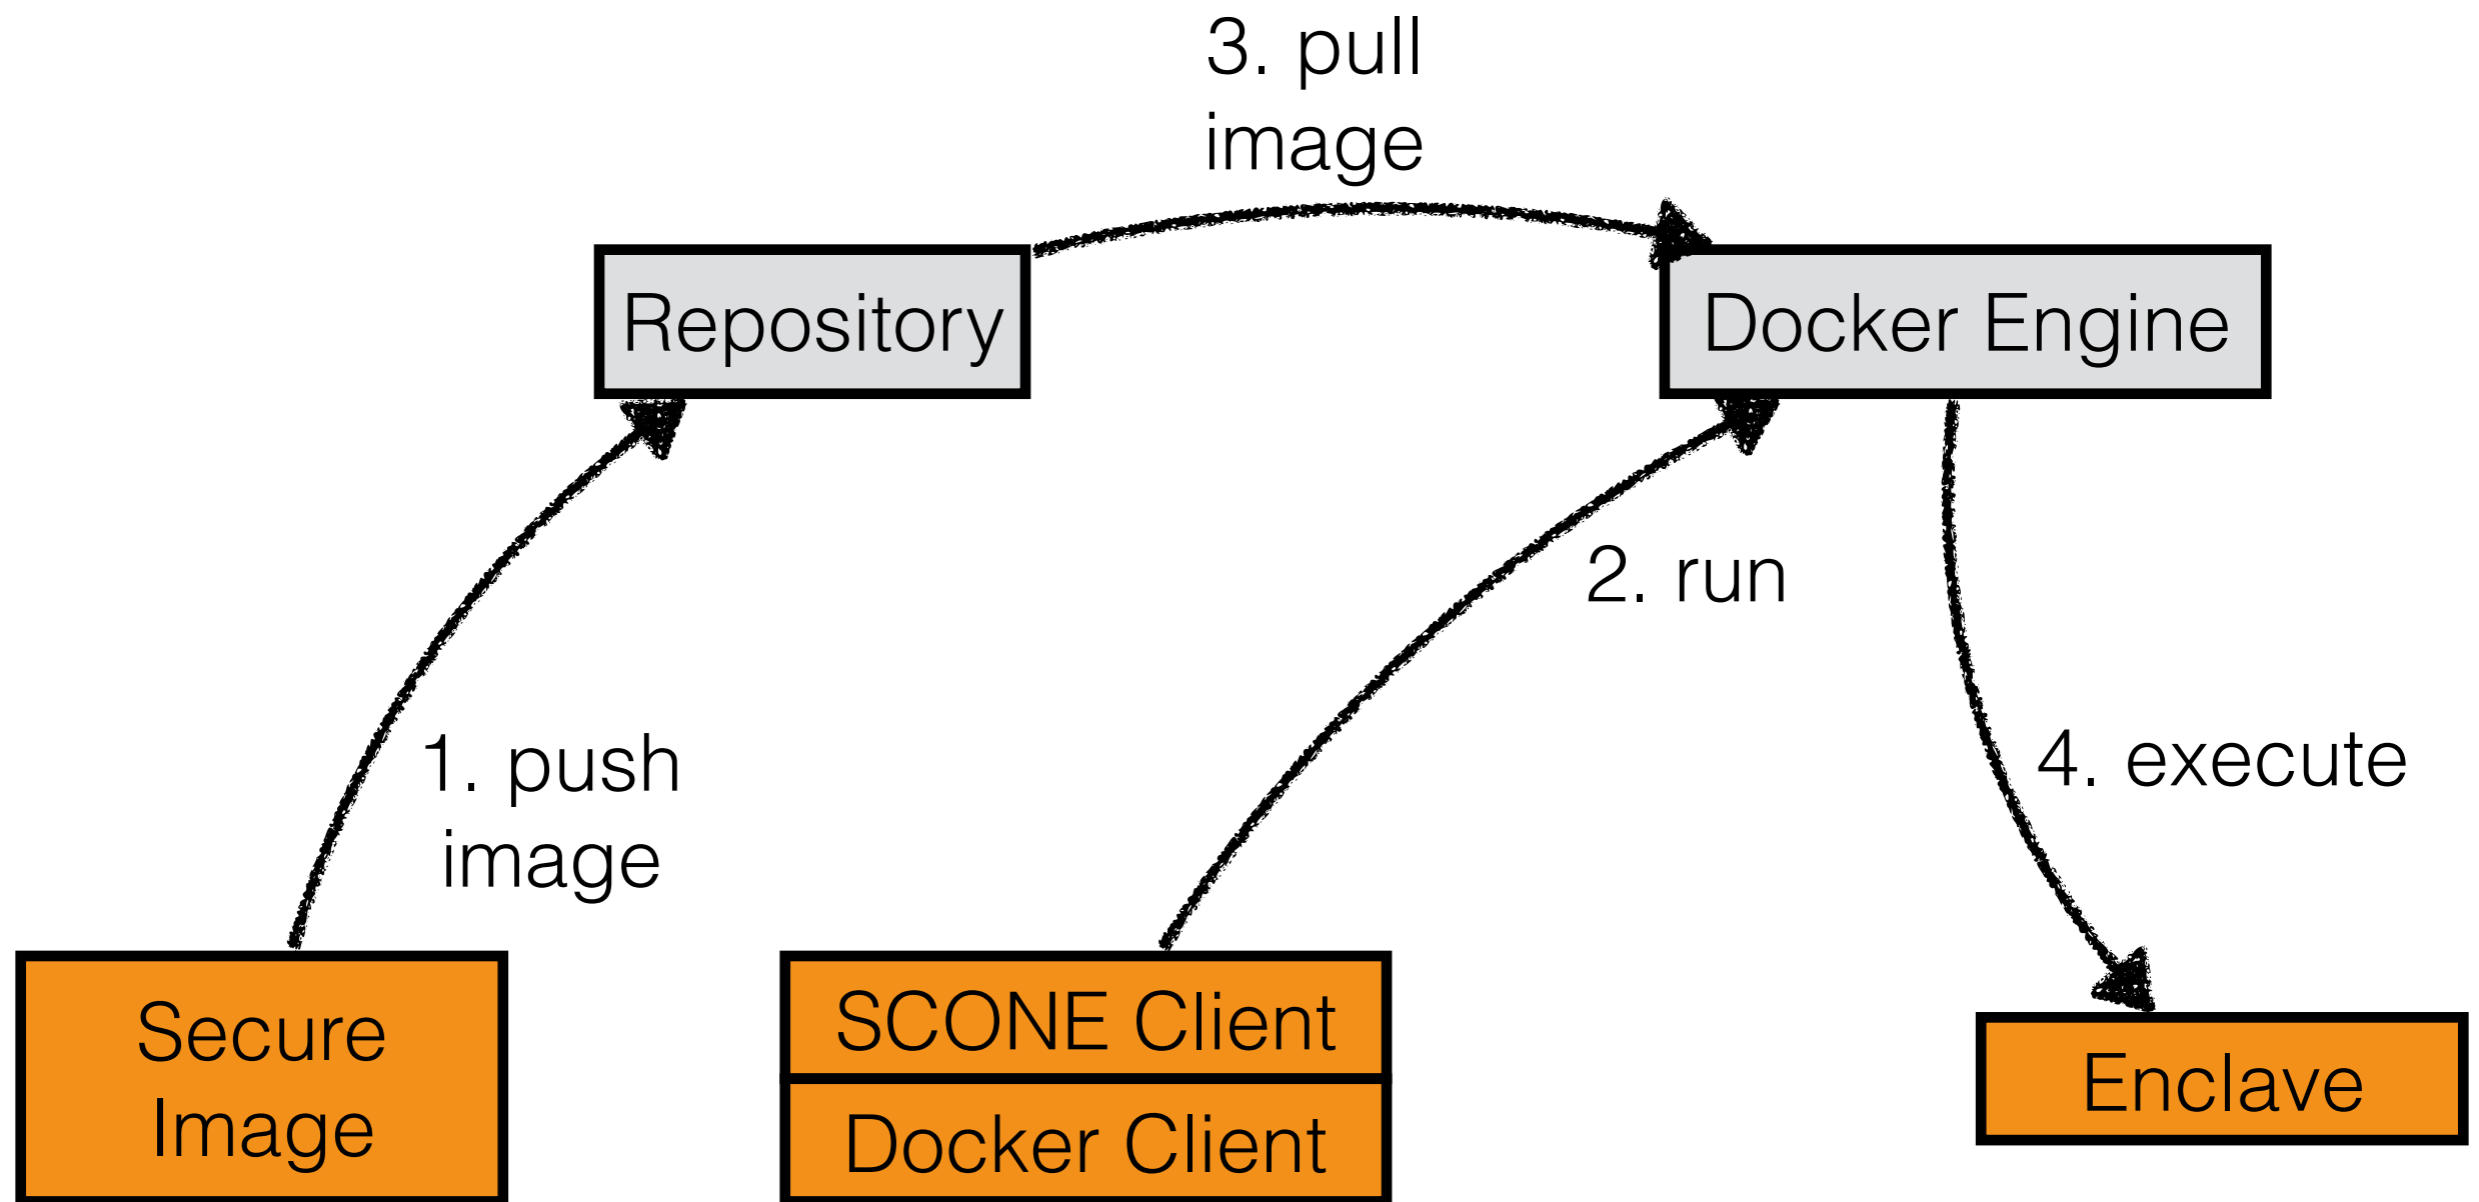 3. pull
image
Repository
Docker Engine
2. run
1. push
image
4. execute
Secure
Image
SCONE Client
Docker Client
Enclave